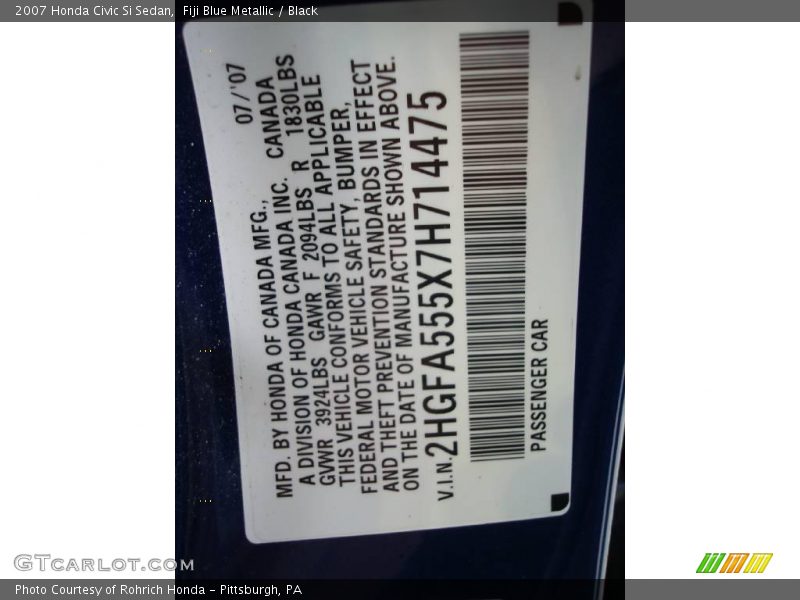 2007 Honda Civic Si Sedan, Fiji Blue Metallic / Black
07/'07
MFD. BY HONDA OF CANADA MFG., CANADA
A DIVISION OF HONDA CANADA INC.
GVWR 3924LBS GAWR F 2094LBS R 1830LBS
THIS VEHICLE CONFORMS TO ALL APPLICABLE
FEDERAL MOTOR VEHICLE SAFETY, BUMPER,
AND THEFT PREVENTION STANDARDS IN EFFECT
ON THE DATE OF MANUFACTURE SHOWN ABOVE.
V.I.N. 2HGFA555X7H714475
PASSENGER CAR
GTcarlot.com
Photo Courtesy of Rohrich Honda - Pittsburgh, PA